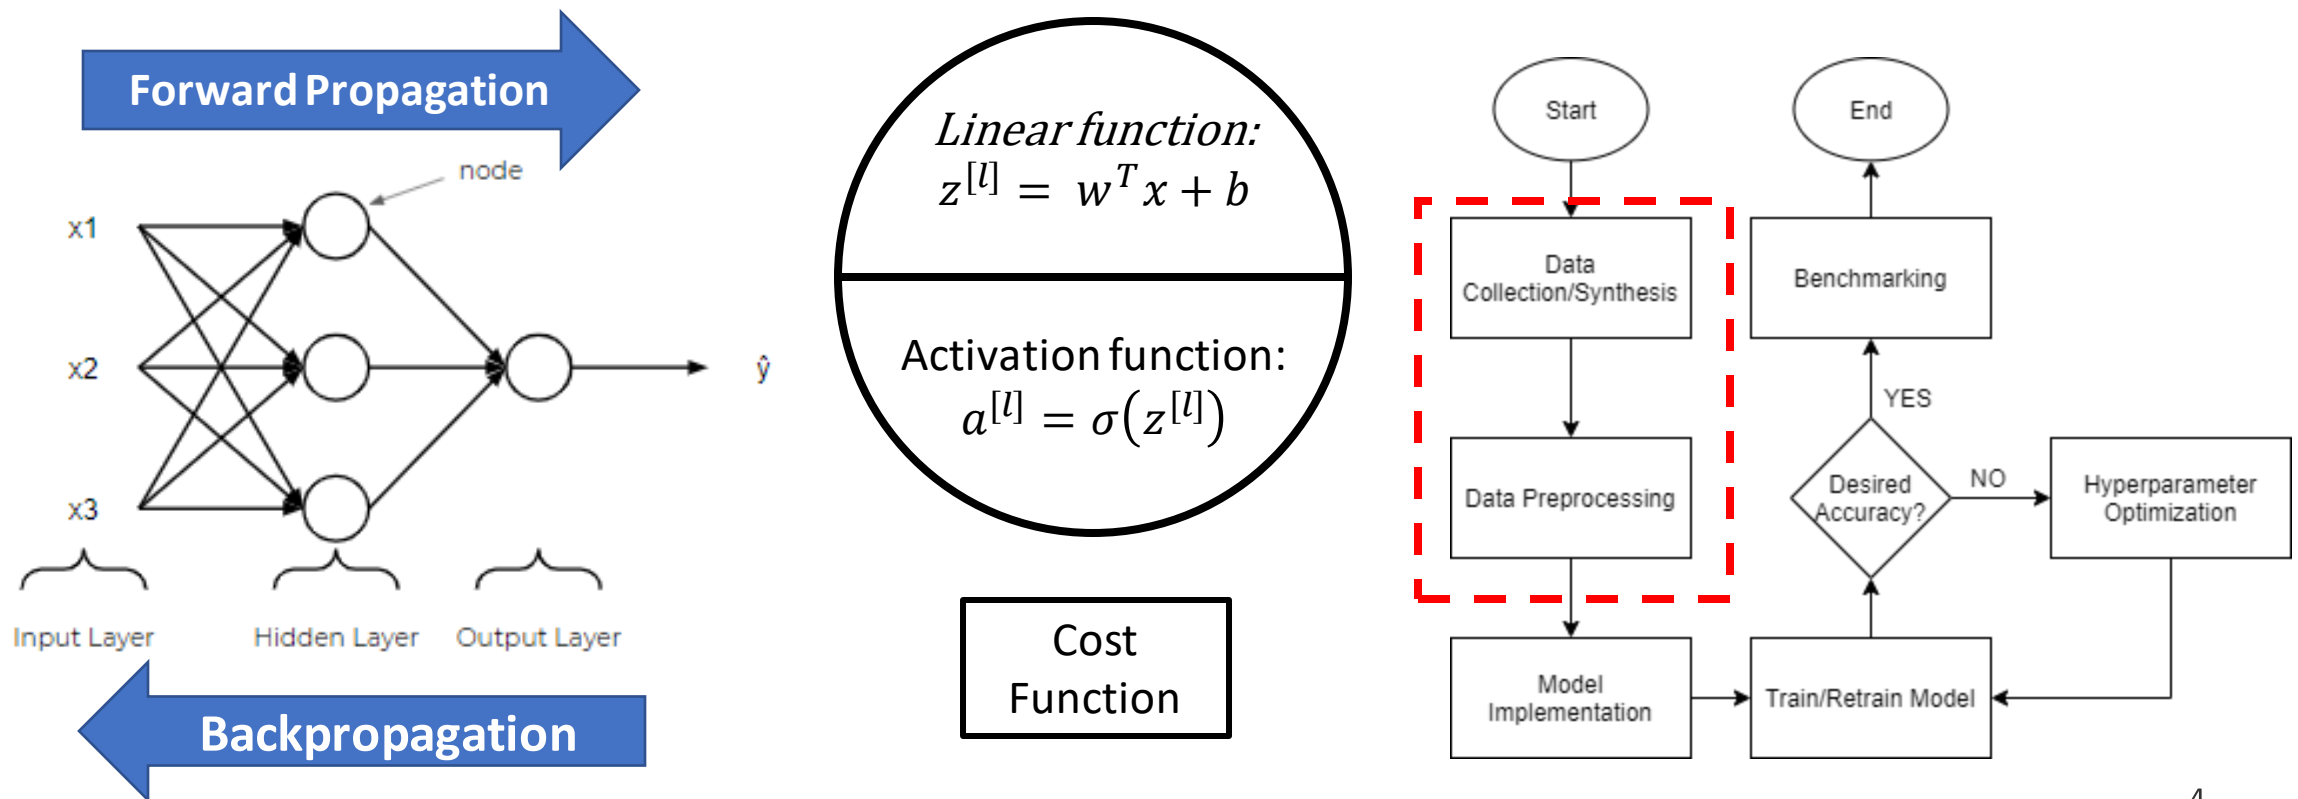 Forward Propagation
node
x1
x2
x3
ŷ
Input Layer
Hidden Layer
Output Layer
Backpropagation
Linear function:
z^[l] = w^T x + b
Activation function:
a^[l] = σ(z^[l])
Cost
Function
Start
Data
Collection/Synthesis
Data Preprocessing
Model
Implementation
Train/Retrain Model
Desired
Accuracy?
NO
Hyperparameter
Optimization
YES
Benchmarking
End
4